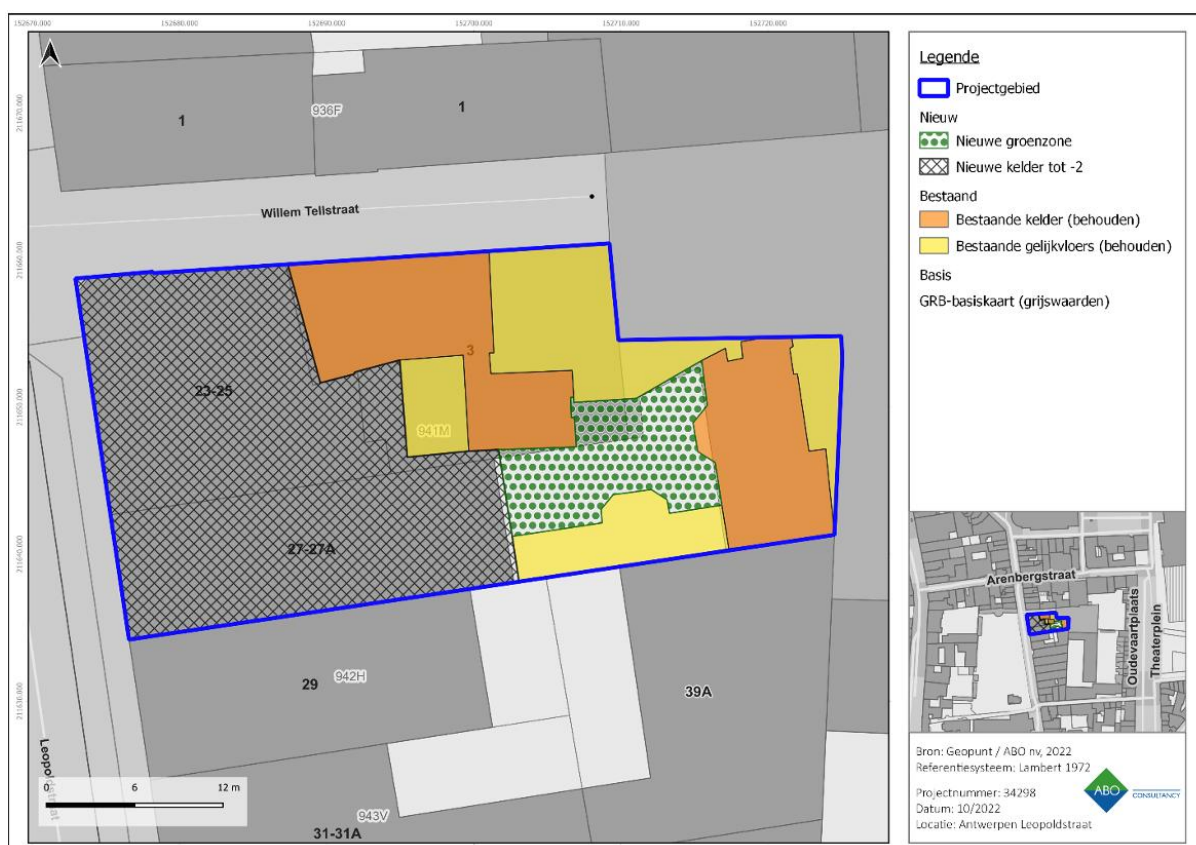 152670.000
152680.000
152690.000
152700.000
152710.000
152720.000
211670.000
211660.000
211650.000
211640.000
211630.000
1
936F
1
Willem Tellstraat
3
23-25
941M
27-27A
29
942H
39A
Leopoldstraat
0 6 12 m
943V
31-31A
Legende
Projectgebied
Nieuw
Nieuwe groenzone
Nieuwe kelder tot -2
Bestaand
Bestaande kelder (behouden)
Bestaande gelijkvloers (behouden)
Basis
GRB-basiskaart (grijswaarden)
Arenbergstraat
Oudevaartplaats
Theaterplein
Bron: Geopunt / ABO nv, 2022
Referentiesysteem: Lambert 1972
Projectnummer: 34298
Datum: 10/2022
Locatie: Antwerpen Leopoldstraat
ABO
CONSULTANCY